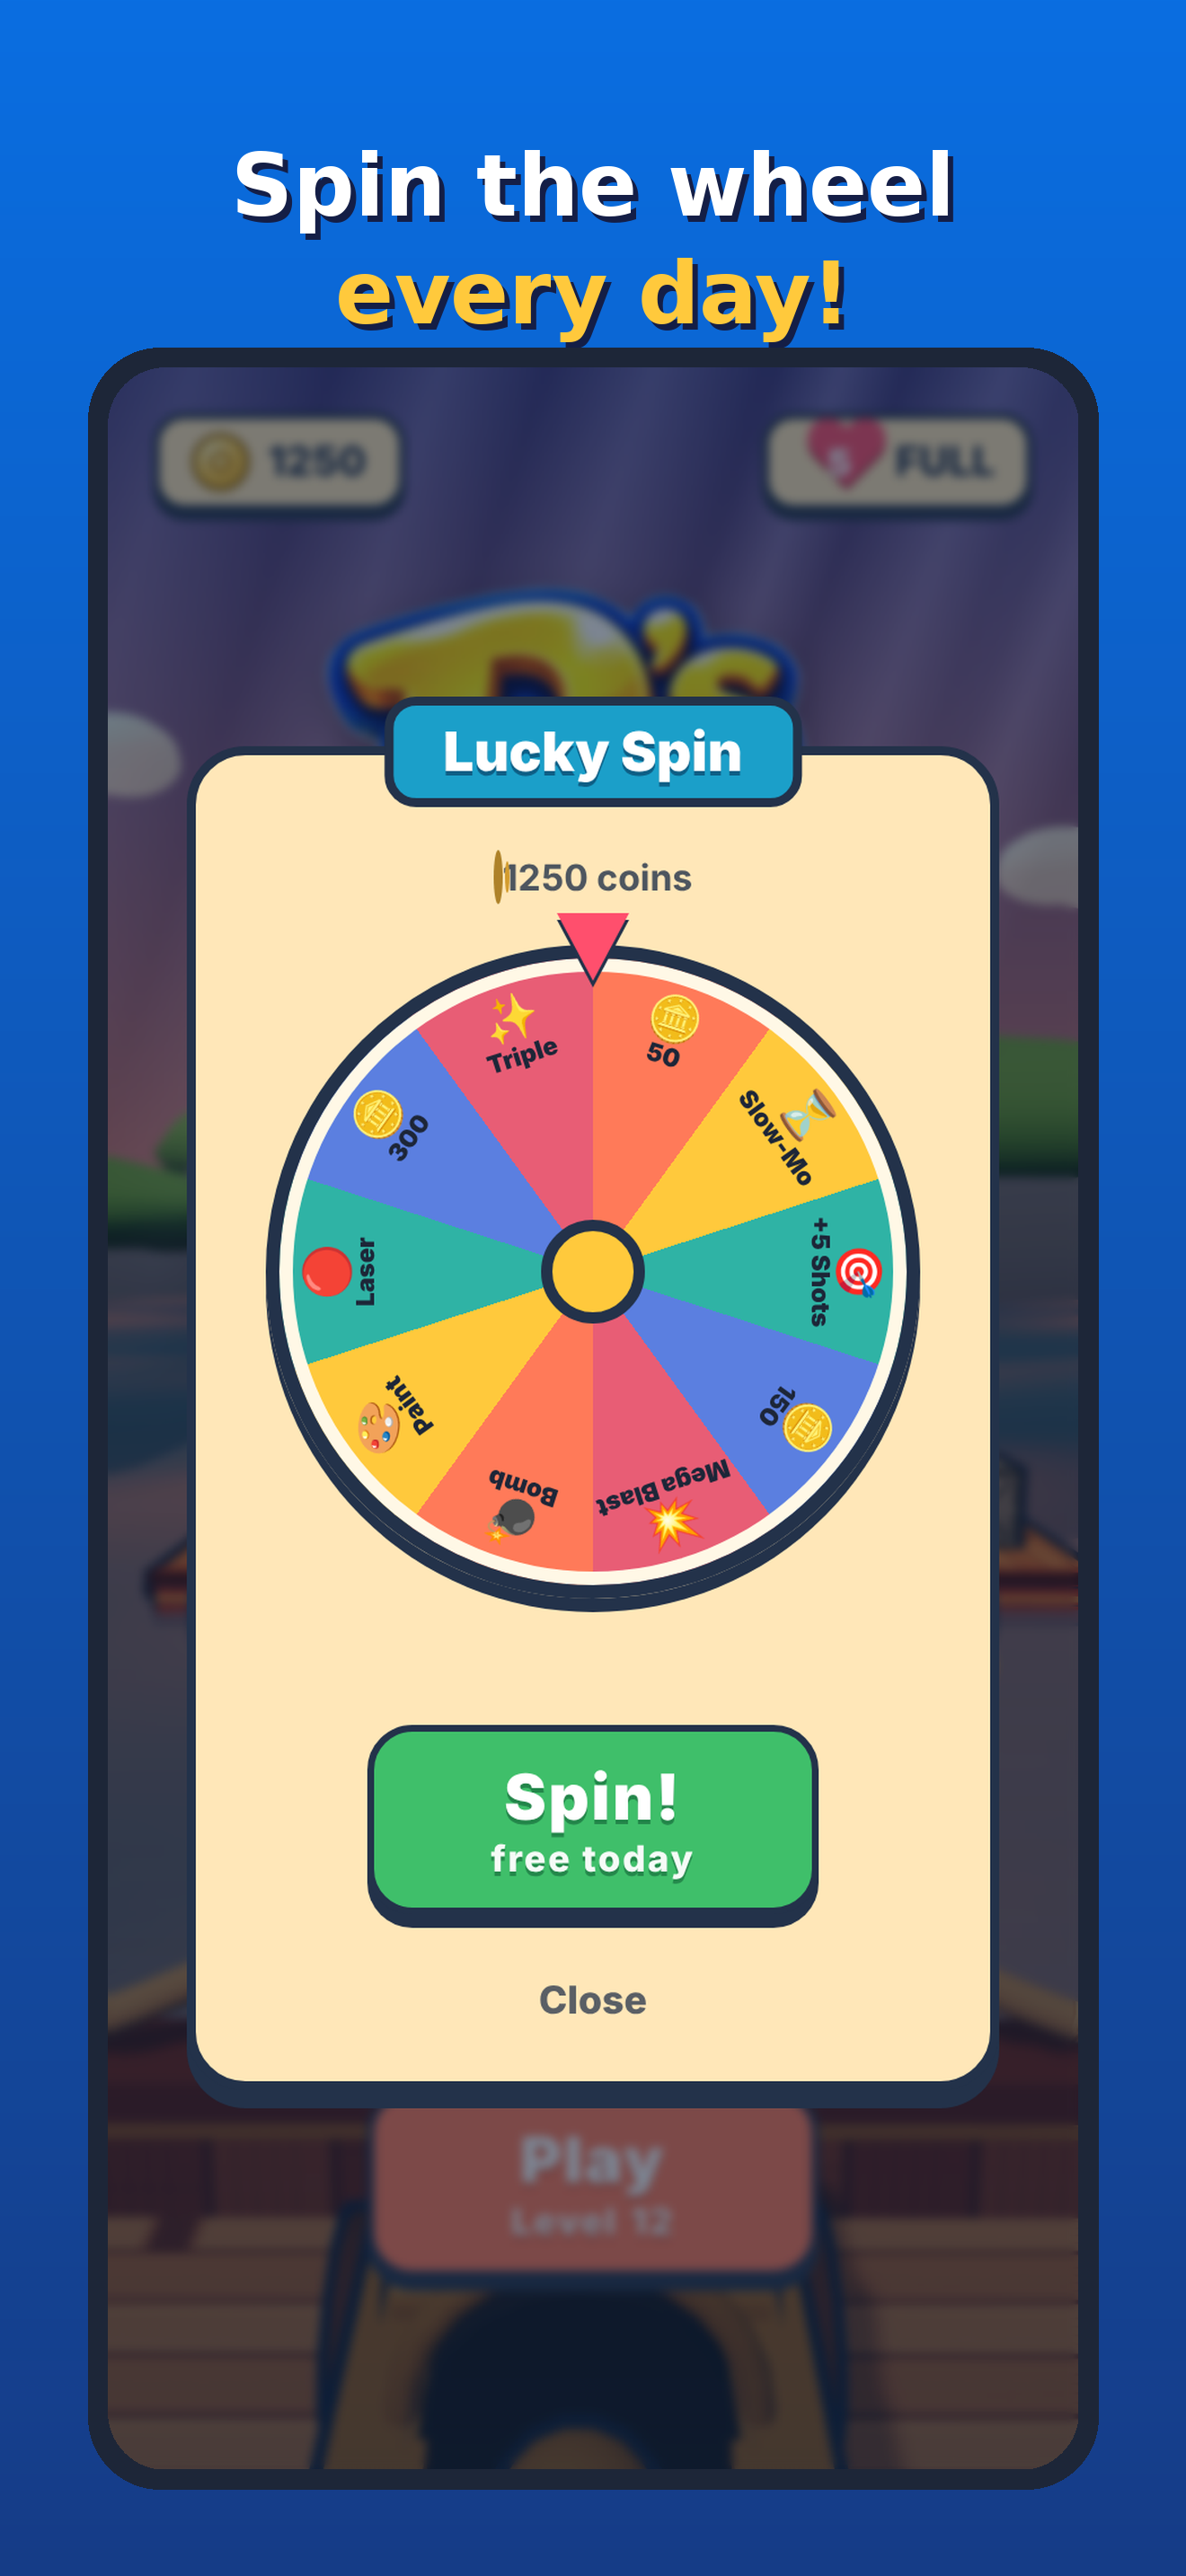 Spin the wheel
every day!
1250
5 FULL
D's
Lucky Spin
1250 coins
Triple
50
Slow-Mo
+5 Shots
150
Mega Blast
Bomb
Paint
Laser
300
Spin!
free today
Close
Play
Level 12